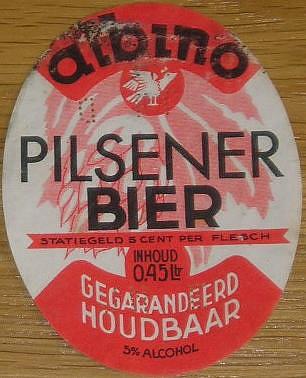 albino
PILSENER
BIER
STATIEGELD 5 CENT PER FLESCH
INHOUD
0.45 Ltr
GEGARANDEERD
HOUDBAAR
5% ALCOHOL